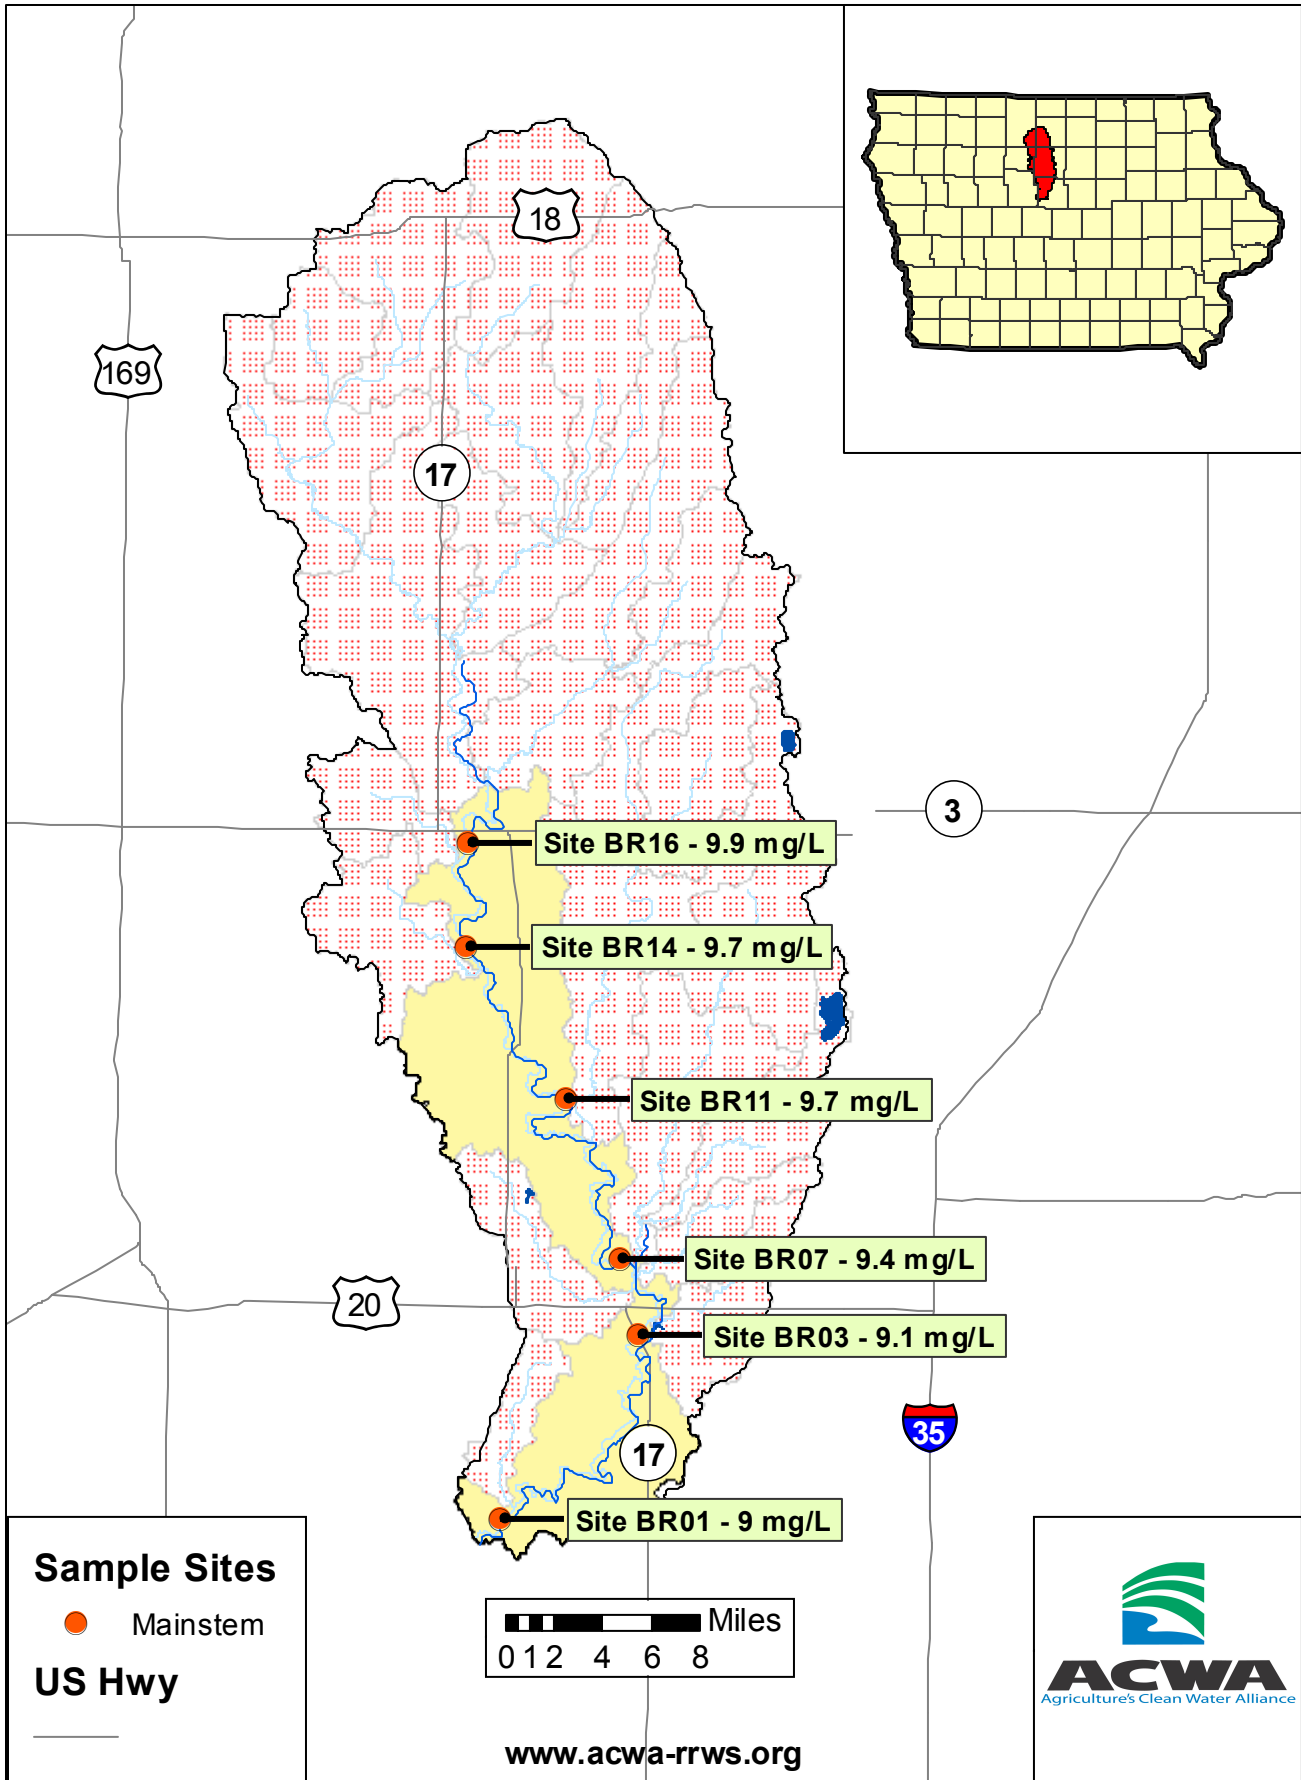 18
169
17
3
Site BR16 - 9.9 mg/L
Site BR14 - 9.7 mg/L
Site BR11 - 9.7 mg/L
Site BR07 - 9.4 mg/L
20
Site BR03 - 9.1 mg/L
35
17
Site BR01 - 9 mg/L
Sample Sites
Mainstem
US Hwy
Miles
0 1 2 4 6 8
ACWA
Agriculture's Clean Water Alliance
www.acwa-rrws.org